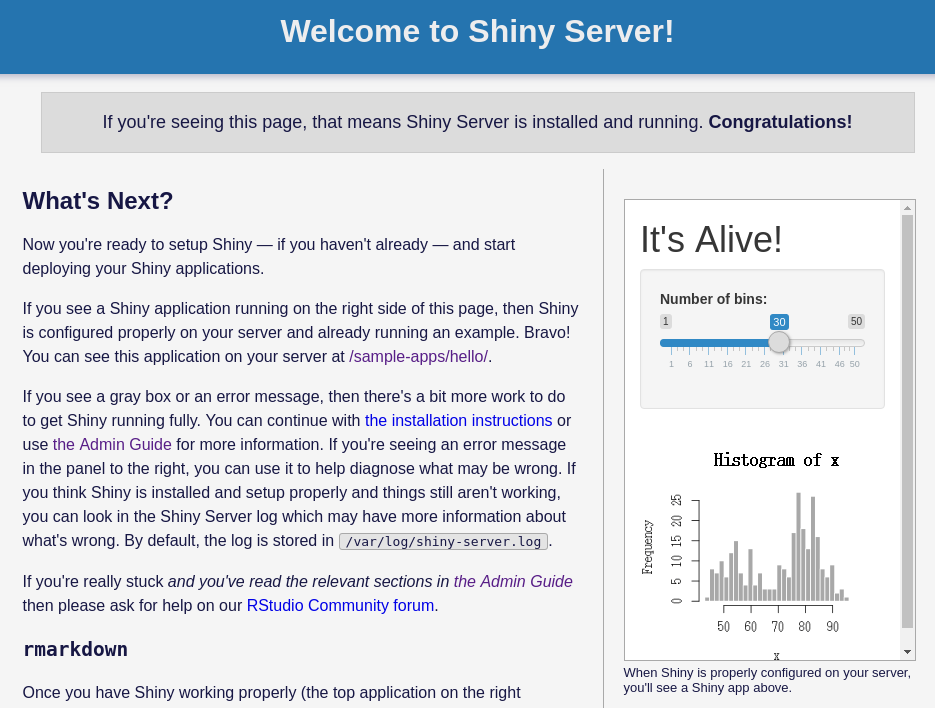 Welcome to Shiny Server!
If you're seeing this page, that means Shiny Server is installed and running. Congratulations!
What's Next?
Now you're ready to setup Shiny — if you haven't already — and start
deploying your Shiny applications.
If you see a Shiny application running on the right side of this page, then Shiny
is configured properly on your server and already running an example. Bravo!
You can see this application on your server at /sample-apps/hello/.
If you see a gray box or an error message, then there's a bit more work to do
to get Shiny running fully. You can continue with the installation instructions or
use the Admin Guide for more information. If you're seeing an error message
in the panel to the right, you can use it to help diagnose what may be wrong. If
you think Shiny is installed and setup properly and things still aren't working,
you can look in the Shiny Server log which may have more information about
what's wrong. By default, the log is stored in /var/log/shiny-server.log.
If you're really stuck and you've read the relevant sections in the Admin Guide
then please ask for help on our RStudio Community forum.
rmarkdown
Once you have Shiny working properly (the top application on the right
It's Alive!
Number of bins:
1 30 50
1 6 11 16 21 26 31 36 41 46 50
Histogram of x
Frequency
0 5 10 15 20 25
50 60 70 80 90
x
When Shiny is properly configured on your server,
you'll see a Shiny app above.